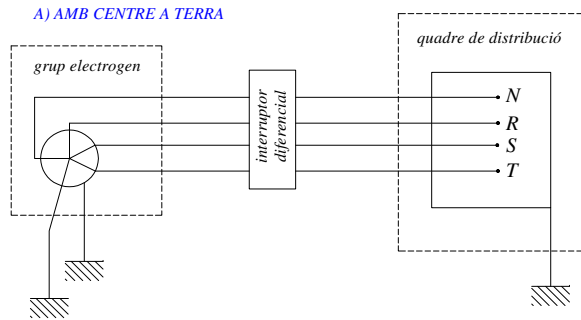 A) AMB CENTRE A TERRA
quadre de distribució
grup electrogen
interruptor
diferencial
N
R
S
T